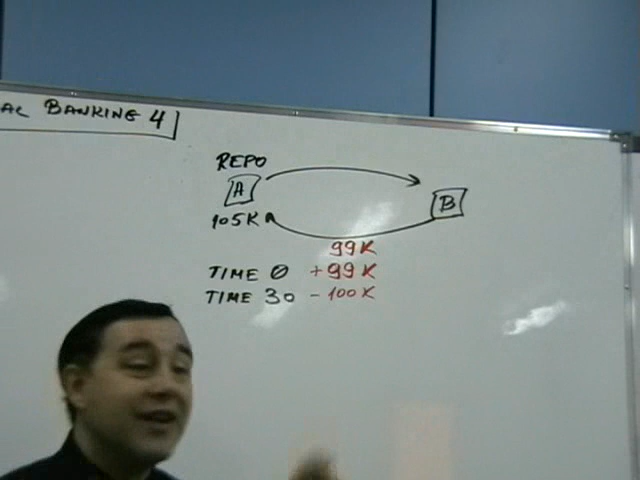 AL BANKING 4
REPO
A
B
105K
99K
TIME 0 +99K
TIME 30 -100K